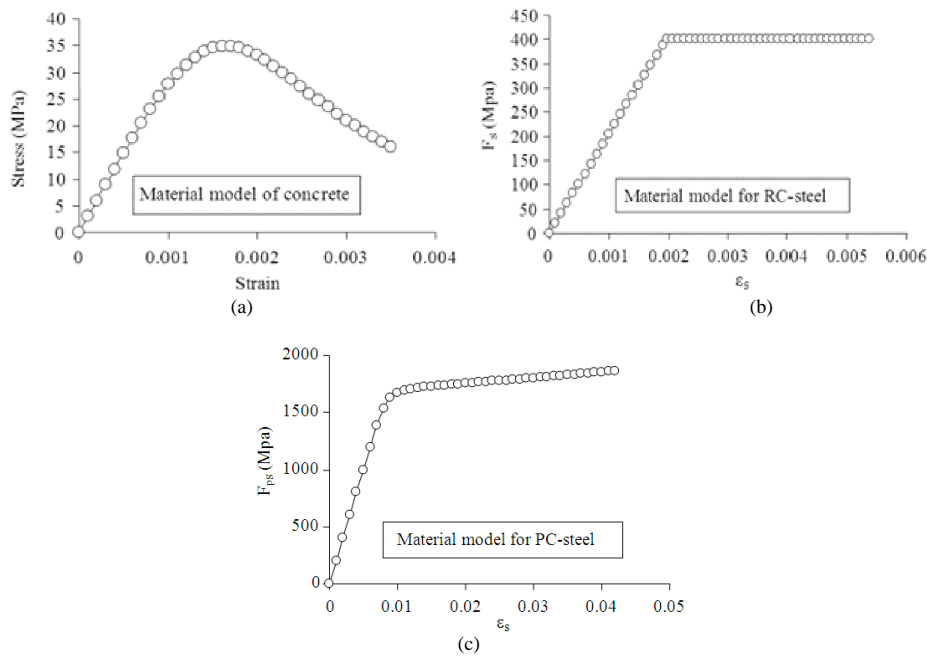 40
35
30
25
20
15
10
5
0
Stress (MPa)
Material model of concrete
0 0.001 0.002 0.003 0.004
Strain
(a)
450
400
350
300
250
200
150
100
50
0
Fst (Mpa)
Material model for RC-steel
0 0.001 0.002 0.003 0.004 0.005 0.006
εs
(b)
2000
1500
1000
500
0
Fps (Mpa)
Material model for PC-steel
0 0.01 0.02 0.03 0.04 0.05
εs
(c)